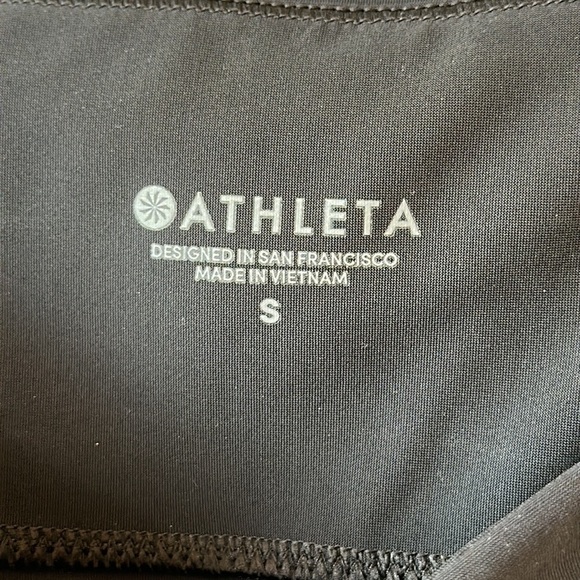 ATHLETA
DESIGNED IN SAN FRANCISCO
MADE IN VIETNAM
S